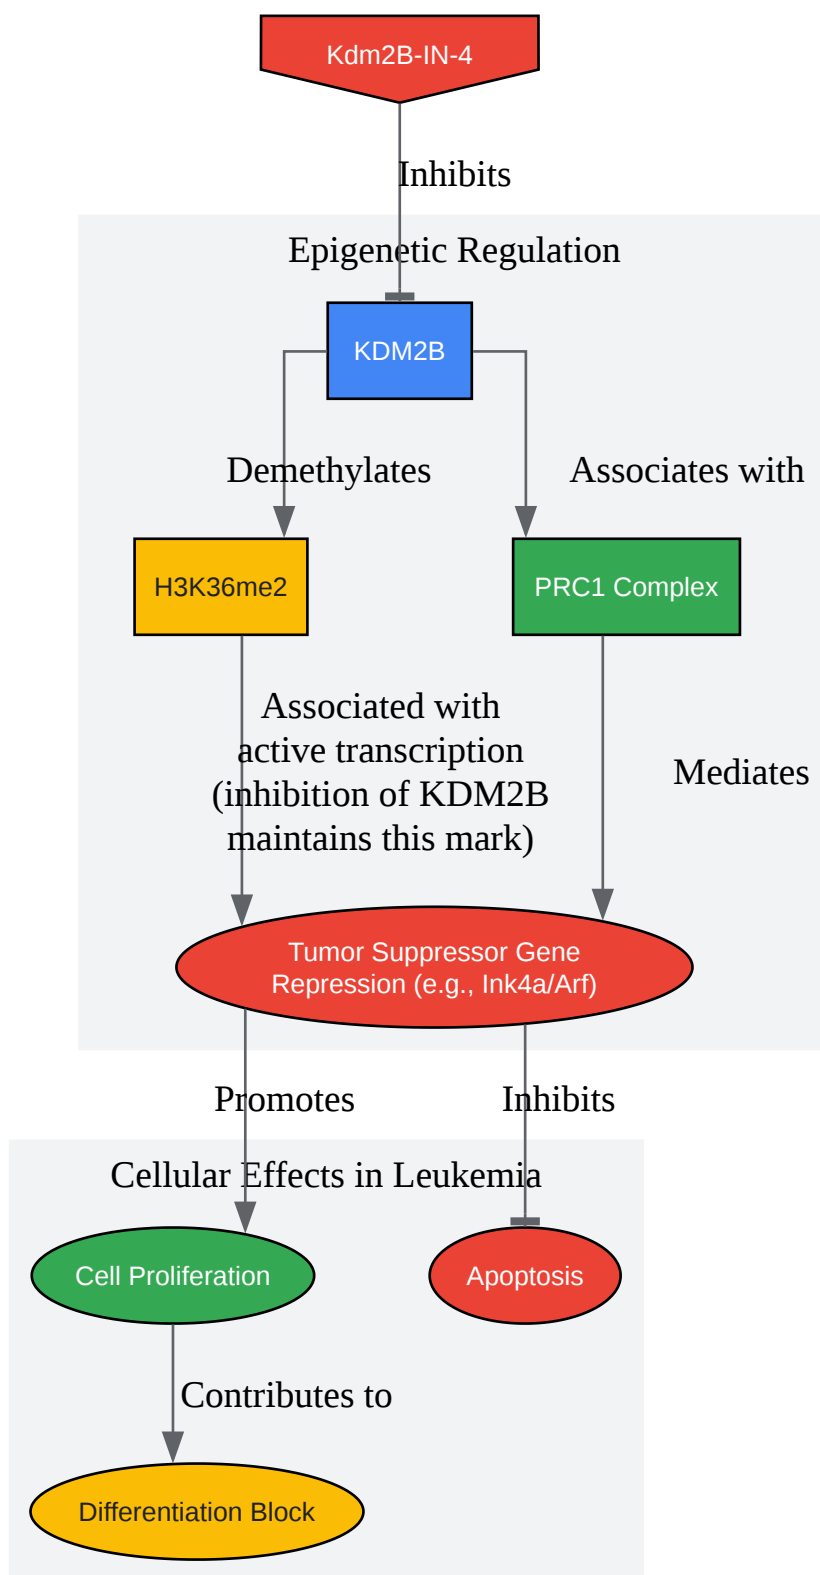 Kdm2B-IN-4
Inhibits
Epigenetic Regulation
KDM2B
Demethylates
Associates with
H3K36me2
PRC1 Complex
Associated with
active transcription
(inhibition of KDM2B
maintains this mark)
Mediates
Tumor Suppressor Gene
Repression (e.g., Ink4a/Arf)
Promotes
Inhibits
Cellular Effects in Leukemia
Cell Proliferation
Apoptosis
Contributes to
Differentiation Block